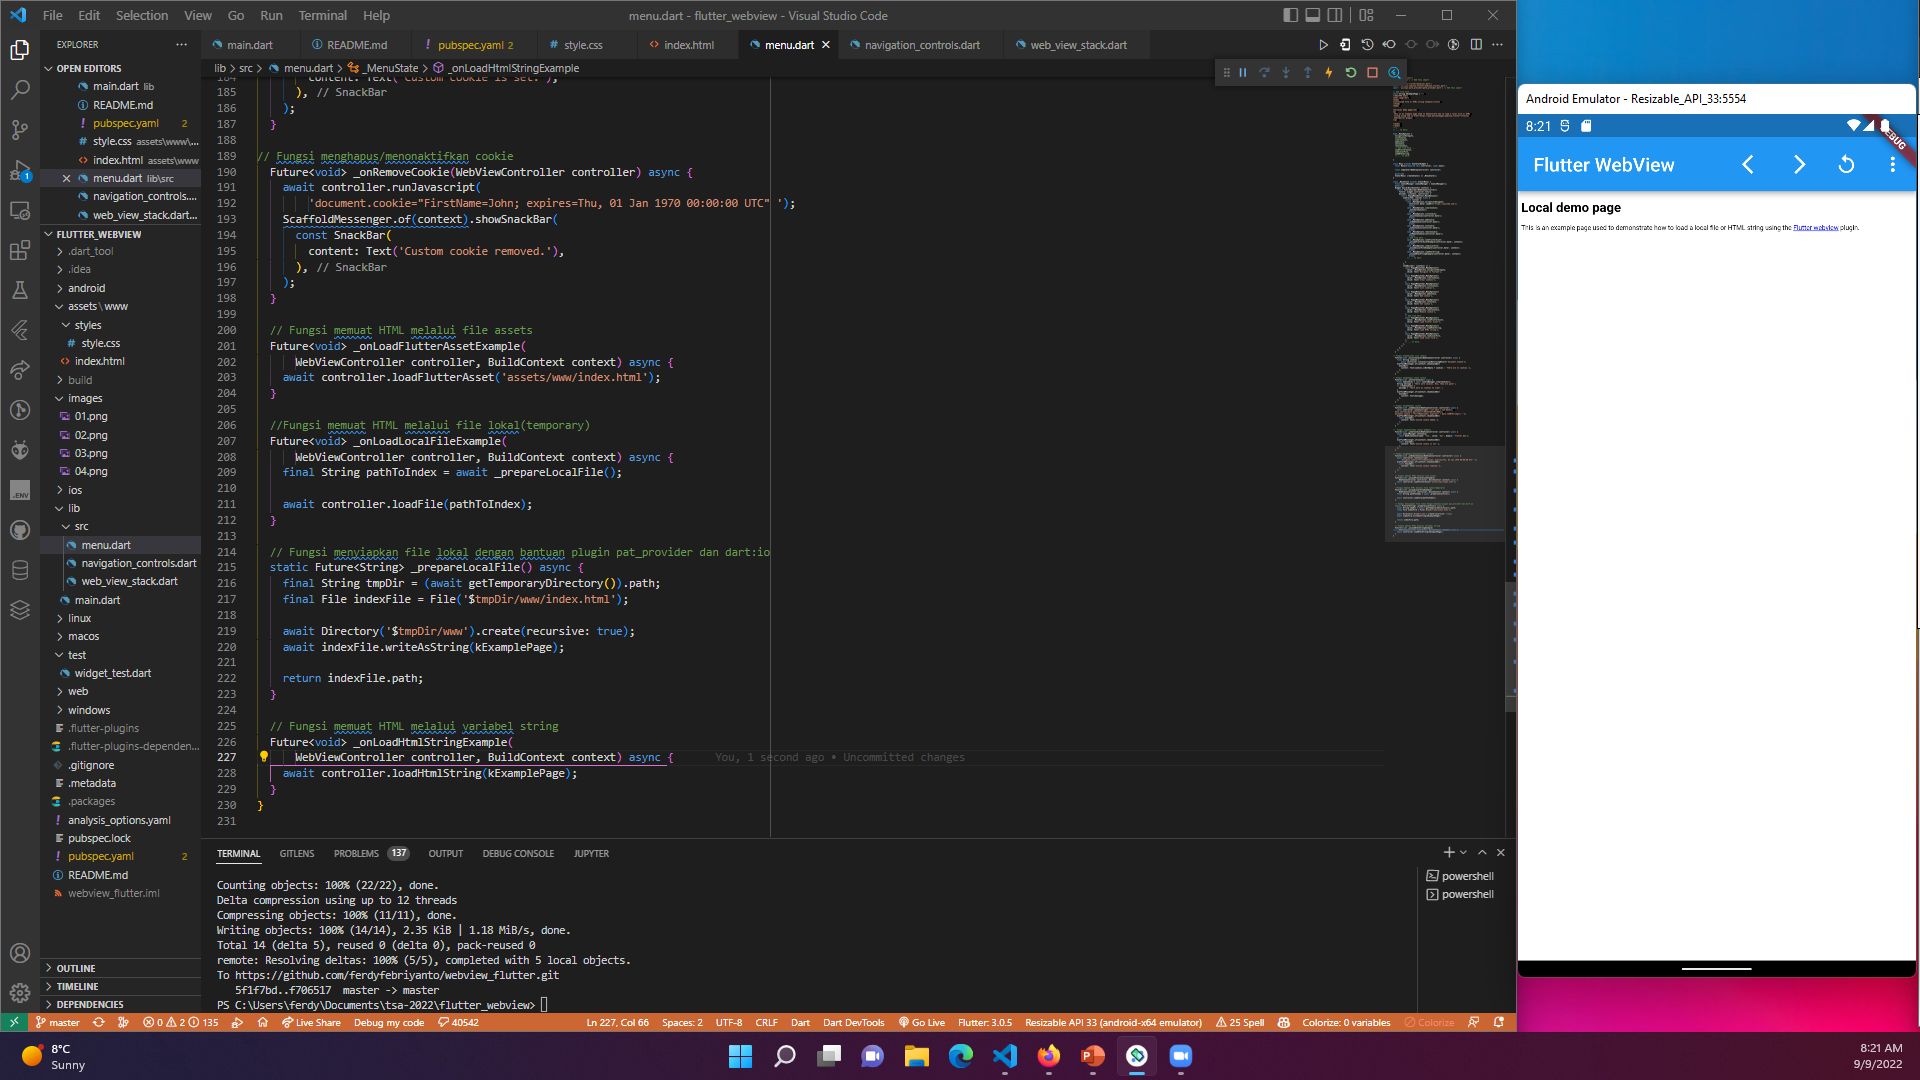 File Edit Selection View Go Run Terminal Help
menu.dart - flutter_webview - Visual Studio Code
EXPLORER
OPEN EDITORS
main.dart lib
README.md
! pubspec.yaml 2
# style.css assets\www\...
<> index.html assets\www
menu.dart lib\src
navigation_controls....
web_view_stack.dart...
FLUTTER_WEBVIEW
.dart_tool
.idea
android
assets\www
styles
# style.css
<> index.html
build
images
01.png
02.png
03.png
04.png
ios
lib
src
menu.dart
navigation_controls.dart
web_view_stack.dart
main.dart
linux
macos
test
widget_test.dart
web
windows
.flutter-plugins
.flutter-plugins-dependen...
.gitignore
.metadata
.packages
! analysis_options.yaml
pubspec.lock
! pubspec.yaml 2
README.md
webview_flutter.iml
OUTLINE
TIMELINE
DEPENDENCIES
main.dart README.md ! pubspec.yaml 2 # style.css <> index.html menu.dart navigation_controls.dart web_view_stack.dart
lib > src > menu.dart > _MenuState > _onLoadHtmlStringExample
184 content: Text('Custom cookie is set.'),
185 ), // SnackBar
186 );
187 }
188
189 // Fungsi menghapus/menonaktifkan cookie
190 Future<void> _onRemoveCookie(WebViewController controller) async {
191 await controller.runJavascript(
192 'document.cookie="FirstName=John; expires=Thu, 01 Jan 1970 00:00:00 UTC" ');
193 ScaffoldMessenger.of(context).showSnackBar(
194 const SnackBar(
195 content: Text('Custom cookie removed.'),
196 ), // SnackBar
197 );
198 }
199
200 // Fungsi memuat HTML melalui file assets
201 Future<void> _onLoadFlutterAssetExample(
202 WebViewController controller, BuildContext context) async {
203 await controller.loadFlutterAsset('assets/www/index.html');
204 }
205
206 //Fungsi memuat HTML melalui file lokal(temporary)
207 Future<void> _onLoadLocalFileExample(
208 WebViewController controller, BuildContext context) async {
209 final String pathToIndex = await _prepareLocalFile();
210
211 await controller.loadFile(pathToIndex);
212 }
213
214 // Fungsi menyiapkan file lokal dengan bantuan plugin pat_provider dan dart:io
215 static Future<String> _prepareLocalFile() async {
216 final String tmpDir = (await getTemporaryDirectory()).path;
217 final File indexFile = File('$tmpDir/www/index.html');
218
219 await Directory('$tmpDir/www').create(recursive: true);
220 await indexFile.writeAsString(kExamplePage);
221
222 return indexFile.path;
223 }
224
225 // Fungsi memuat HTML melalui variabel string
226 Future<void> _onLoadHtmlStringExample(
227 WebViewController controller, BuildContext context) async { You, 1 second ago • Uncommitted changes
228 await controller.loadHtmlString(kExamplePage);
229 }
230 }
231
TERMINAL GITLENS PROBLEMS 137 OUTPUT DEBUG CONSOLE JUPYTER
Counting objects: 100% (22/22), done.
Delta compression using up to 12 threads
Compressing objects: 100% (11/11), done.
Writing objects: 100% (14/14), 2.35 KiB | 1.18 MiB/s, done.
Total 14 (delta 5), reused 0 (delta 0), pack-reused 0
remote: Resolving deltas: 100% (5/5), completed with 5 local objects.
To https://github.com/ferdyfebriyanto/webview_flutter.git
5f1f7bd..f706517 master -> master
PS C:\Users\ferdy\Documents\tsa-2022\flutter_webview>
powershell
powershell
master 0 2 135 Live Share Debug my code 40542 Ln 227, Col 66 Spaces: 2 UTF-8 CRLF Dart Dart DevTools Go Live Flutter: 3.0.5 Resizable API 33 (android-x64 emulator) 25 Spell Colorize: 0 variables Colorize
Android Emulator - Resizable_API_33:5554
8:21
DEBUG
Flutter WebView
Local demo page
This is an example page used to demonstrate how to load a local file or HTML string using the Flutter webview plugin.
.ENV
1
8°C
Sunny
8:21 AM
9/9/2022